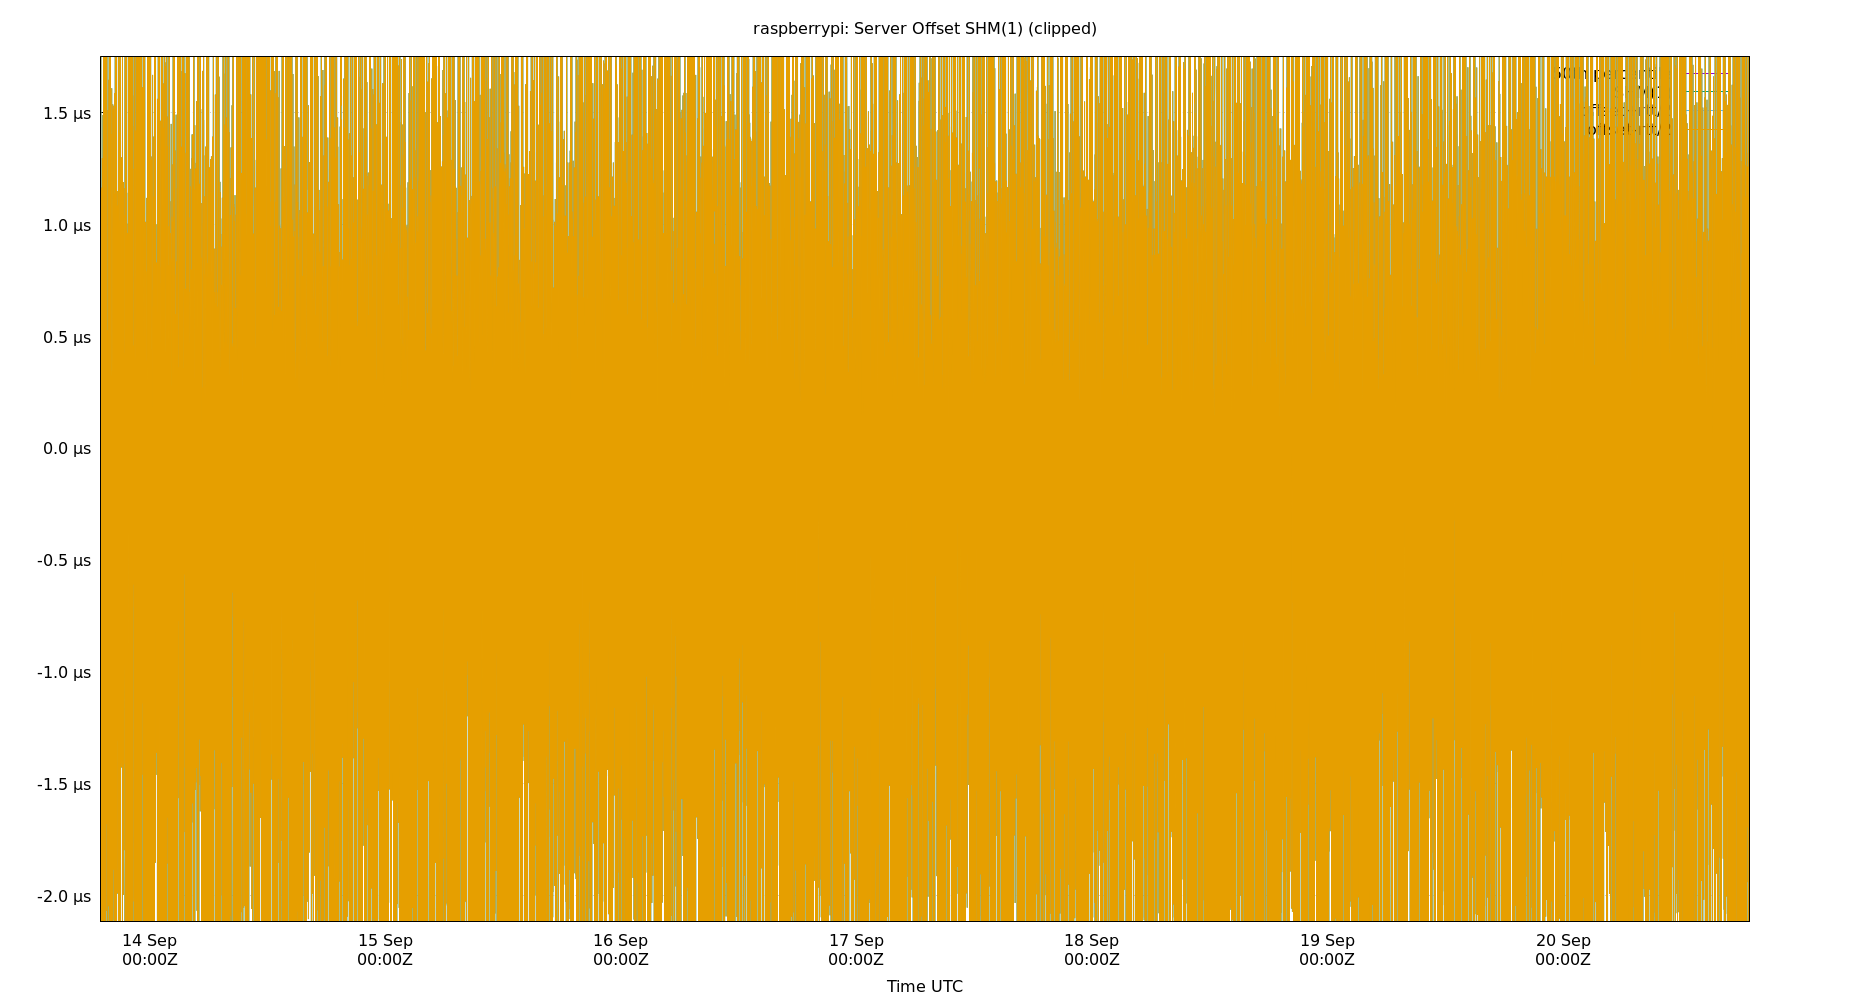 raspberrypi: Server Offset SHM(1) (clipped)
1.5 µs
1.0 µs
0.5 µs
0.0 µs
-0.5 µs
-1.0 µs
-1.5 µs
-2.0 µs
14 Sep 15 Sep 16 Sep 17 Sep 18 Sep 19 Sep 20 Sep
00:00Z 00:00Z 00:00Z 00:00Z 00:00Z 00:00Z 00:00Z
Time UTC